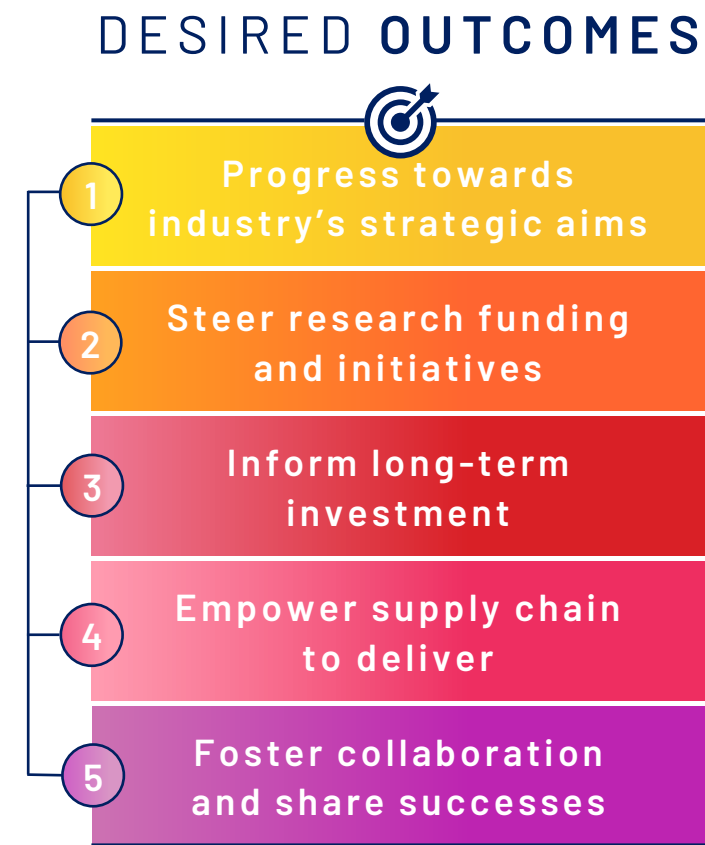 DESIRED OUTCOMES
1
Progress towards
industry’s strategic aims
2
Steer research funding
and initiatives
3
Inform long-term
investment
4
Empower supply chain
to deliver
5
Foster collaboration
and share successes